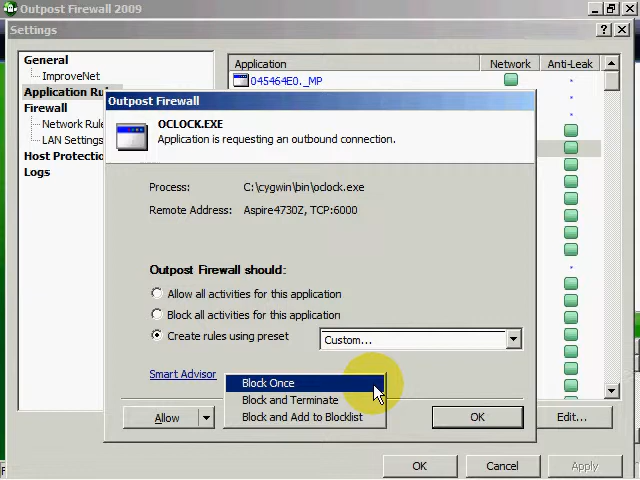 Outpost Firewall 2009
Settings
General
ImproveNet
Application Ru
Firewall
Network Rule
LAN Settings
Host Protectio
Logs
Application
Network
Anti-Leak
045464E0._MP
Outpost Firewall
OCLOCK.EXE
Application is requesting an outbound connection.
Process: C:\cygwin\bin\oclock.exe
Remote Address: Aspire4730Z, TCP:6000
Outpost Firewall should:
Allow all activities for this application
Block all activities for this application
Create rules using preset
Custom...
Smart Advisor
Block Once
Block and Terminate
Block and Add to Blocklist
Allow
OK
Edit...
OK
Cancel
Apply